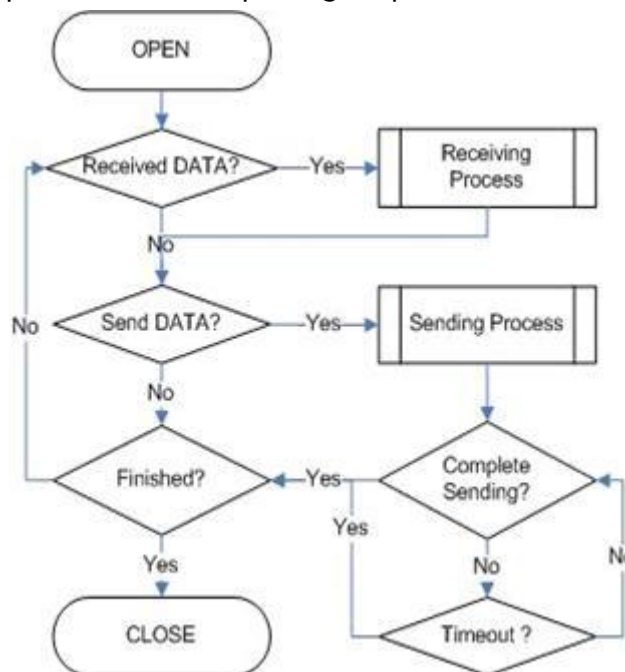 OPEN
Received DATA?
Yes
Receiving
Process
No
Send DATA?
Yes
Sending Process
No
No
Finished?
Yes
Complete
Sending?
Yes
Yes
No
No
CLOSE
Timeout ?